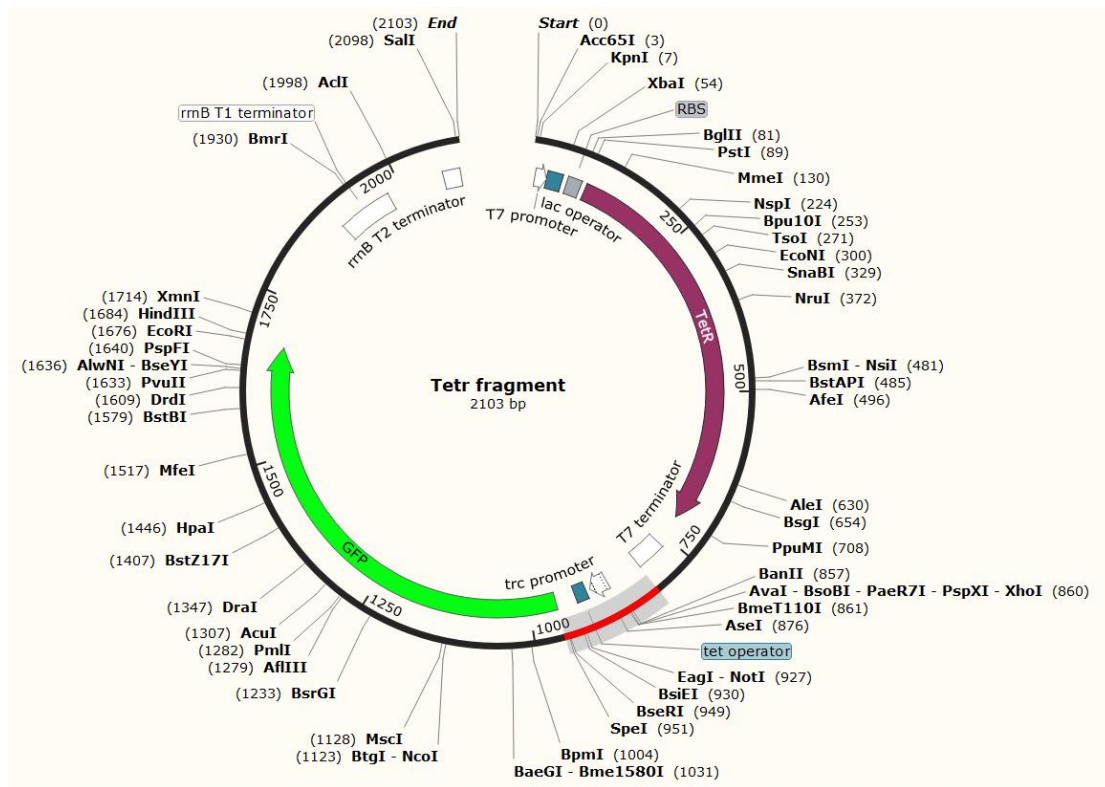 (2103) End
(2098) SalI
(1998) AclI
rrnB T1 terminator
(1930) BmrI
Start (0)
Acc65I (3)
KpnI (7)
XbaI (54)
RBS
BglII (81)
PstI (89)
MmeI (130)
NspI (224)
Bpu10I (253)
TsoI (271)
EcoNI (300)
SnaBI (329)
NruI (372)
BsmI - NsiI (481)
BstAPI (485)
AfeI (496)
AleI (630)
BsgI (654)
PpuMI (708)
BanII (857)
AvaI - BsoBI - PaeR7I - PspXI - XhoI (860)
BmeT110I (861)
AseI (876)
tet operator
EagI - NotI (927)
BsiEI (930)
BseRI (949)
SpeI (951)
BpmI (1004)
BaeGI - Bme1580I (1031)
(1123) BtgI - NcoI
(1128) MscI
(1233) BsrGI
(1279) AflIII
(1282) PmlI
(1307) AcuI
(1347) DraI
(1407) BstZ17I
(1446) HpaI
(1517) MfeI
(1579) BstBI
(1609) DrdI
(1633) PvuII
(1636) AlwNI - BseYI
(1640) PspFI
(1676) EcoRI
(1684) HindIII
(1714) XmnI
2000
rrnB T2 terminator
T7 promoter
lac operator
250
TetR
500
T7 terminator
750
trc promoter
1000
GFP
1250
1500
1750
Tetr fragment
2103 bp